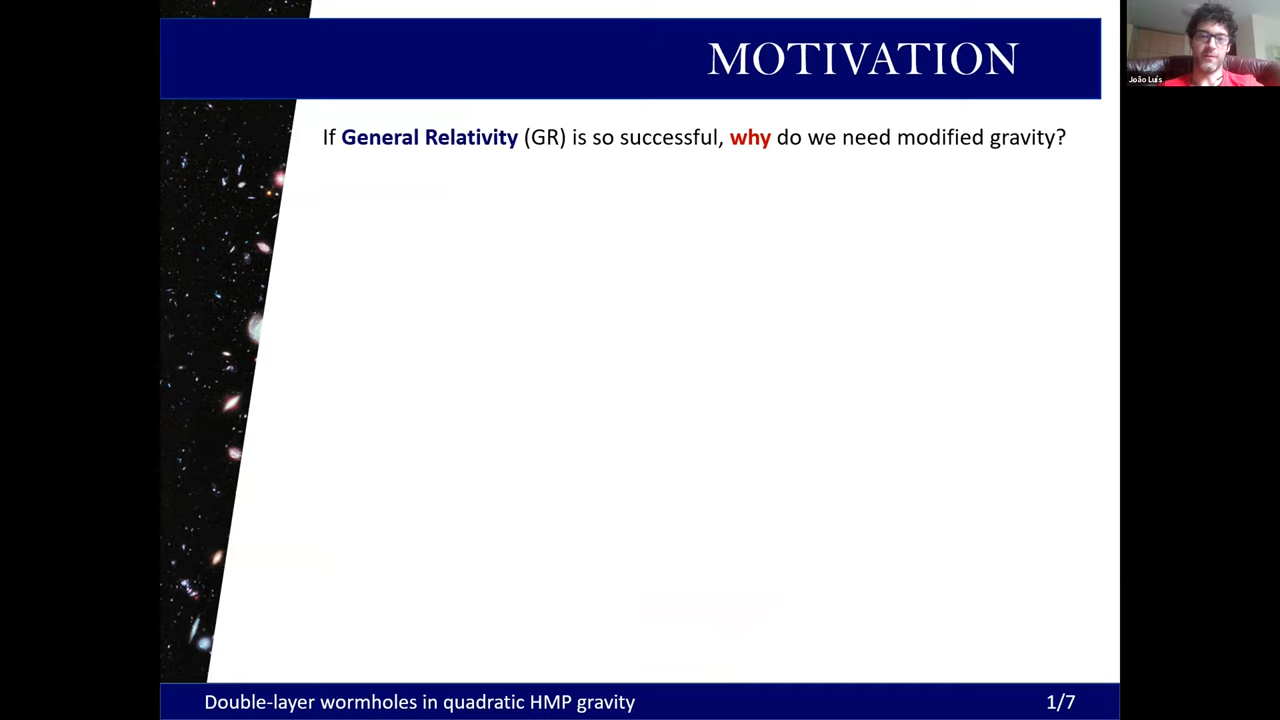 MOTIVATION
João Luís
If General Relativity (GR) is so successful, why do we need modified gravity?
Double-layer wormholes in quadratic HMP gravity
1/7